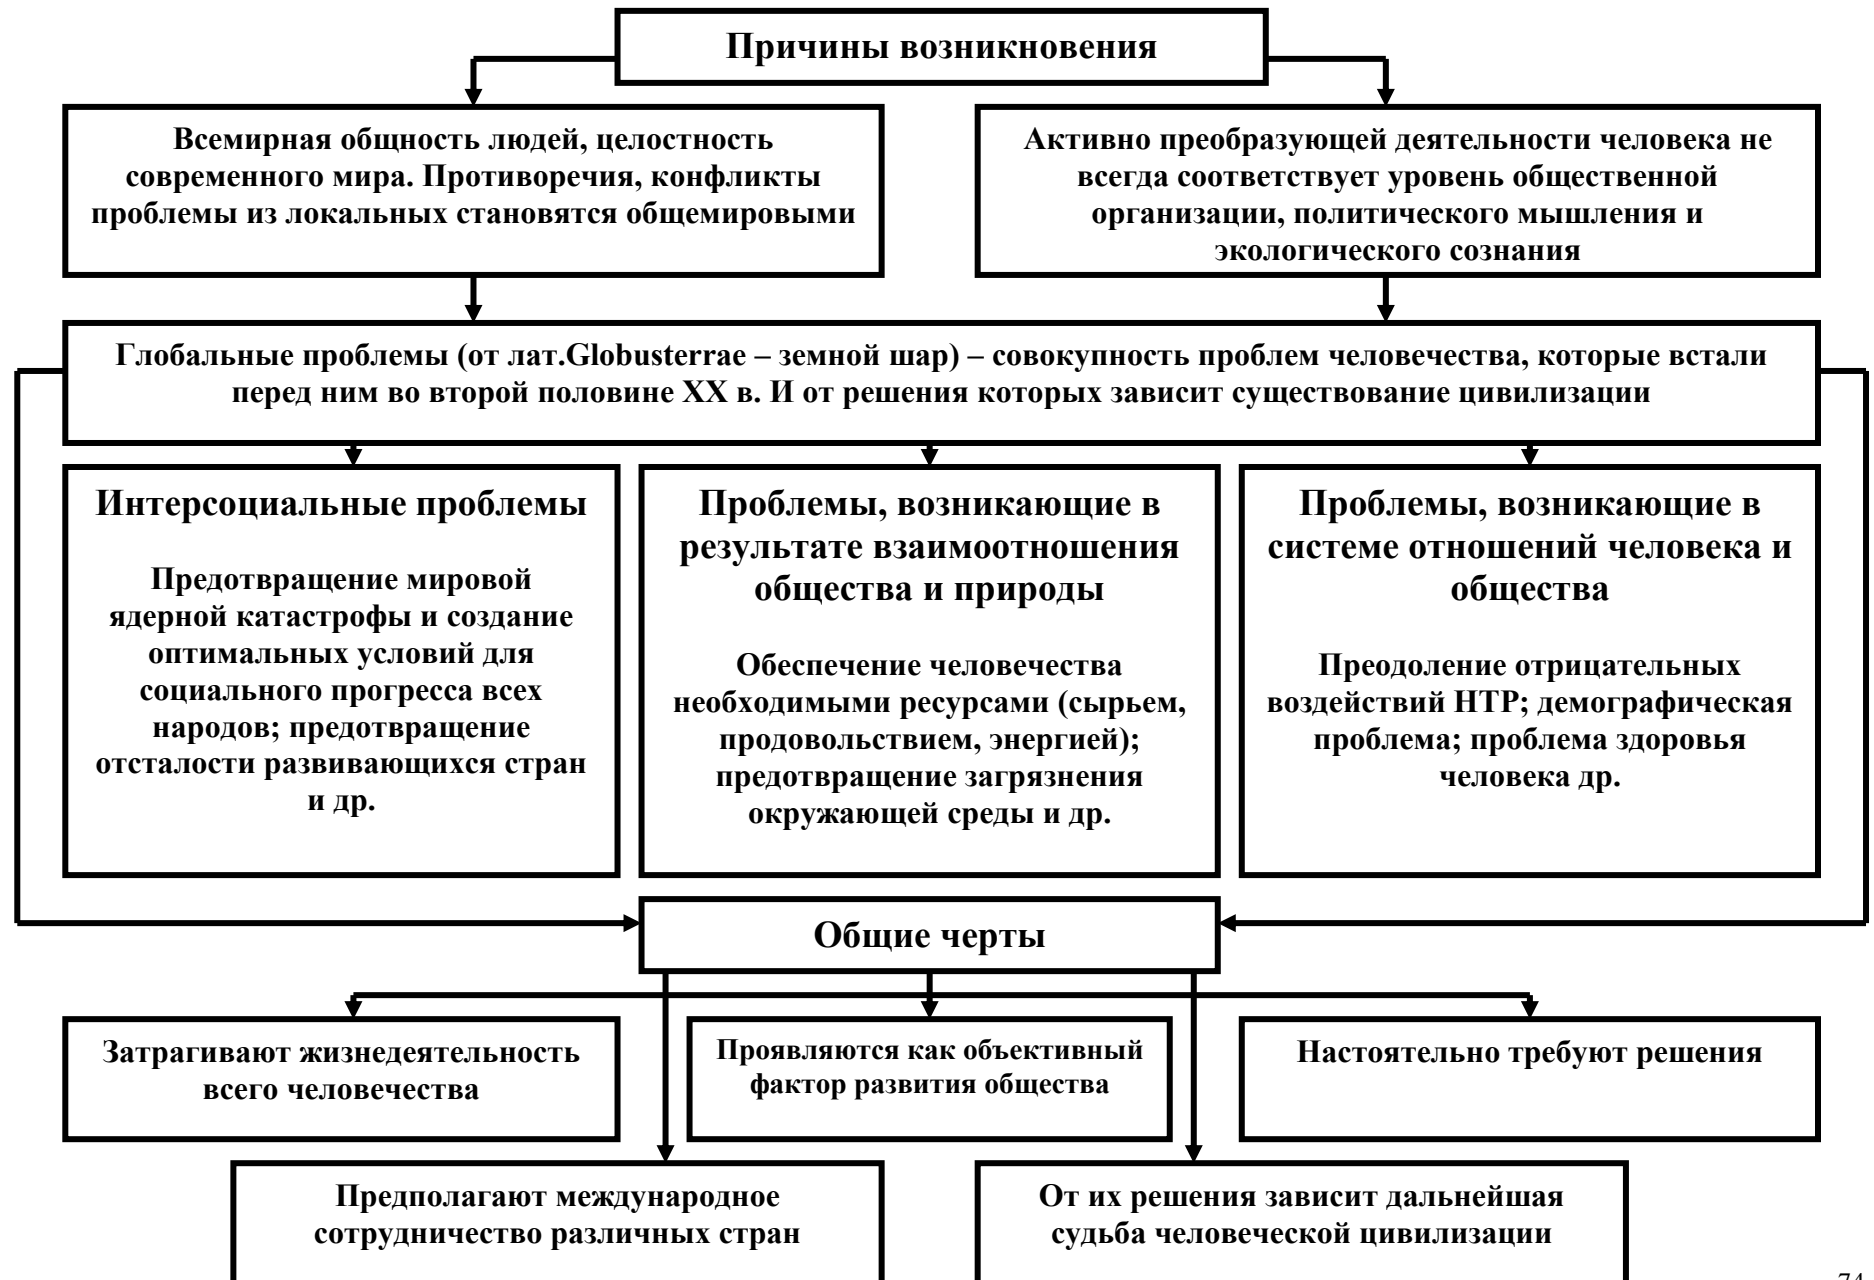 Причины возникновения
Всемирная общность людей, целостность
современного мира. Противоречия, конфликты
проблемы из локальных становятся общемировыми
Активно преобразующей деятельности человека не
всегда соответствует уровень общественной
организации, политического мышления и
экологического сознания
Глобальные проблемы (от лат.Globusterrae – земной шар) – совокупность проблем человечества, которые встали
перед ним во второй половине XX в. И от решения которых зависит существование цивилизации
Интерсоциальные проблемы
Предотвращение мировой
ядерной катастрофы и создание
оптимальных условий для
социального прогресса всех
народов; предотвращение
отсталости развивающихся стран
и др.
Проблемы, возникающие в
результате взаимоотношения
общества и природы
Обеспечение человечества
необходимыми ресурсами (сырьем,
продовольствием, энергией);
предотвращение загрязнения
окружающей среды и др.
Проблемы, возникающие в
системе отношений человека и
общества
Преодоление отрицательных
воздействий НТР; демографическая
проблема; проблема здоровья
человека др.
Общие черты
Затрагивают жизнедеятельность
всего человечества
Проявляются как объективный
фактор развития общества
Настоятельно требуют решения
Предполагают международное
сотрудничество различных стран
От их решения зависит дальнейшая
судьба человеческой цивилизации